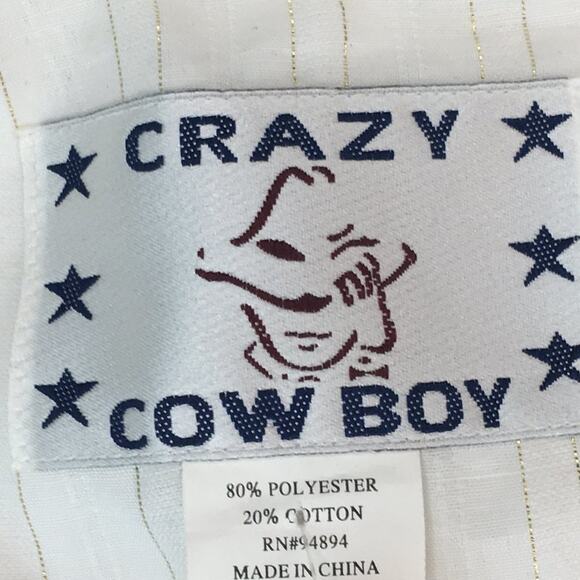 CRAZY
COW BOY
80% POLYESTER
20% COTTON
RN#94894
MADE IN CHINA